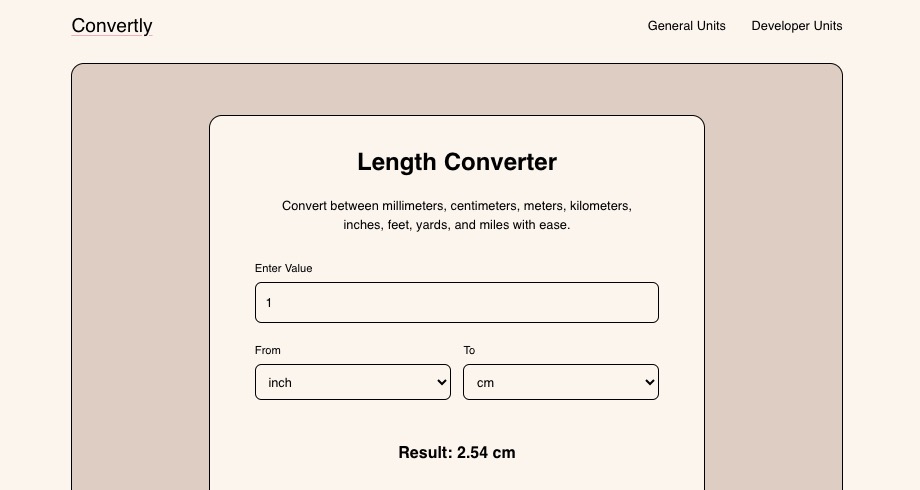 Convertly
General Units
Developer Units
Length Converter
Convert between millimeters, centimeters, meters, kilometers,
inches, feet, yards, and miles with ease.
Enter Value
1
From
To
inch
cm
Result: 2.54 cm